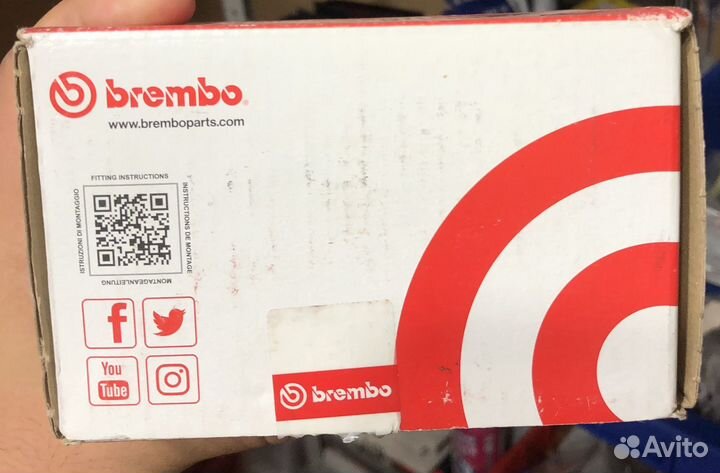 brembo
www.bremboparts.com
FITTING INSTRUCTIONS
ISTRUZIONI DI MONTAGGIO
INSTRUCTIONS DE MONTAGE
MONTAGEANLEITUNG
f
You
Tube
brembo
Avito